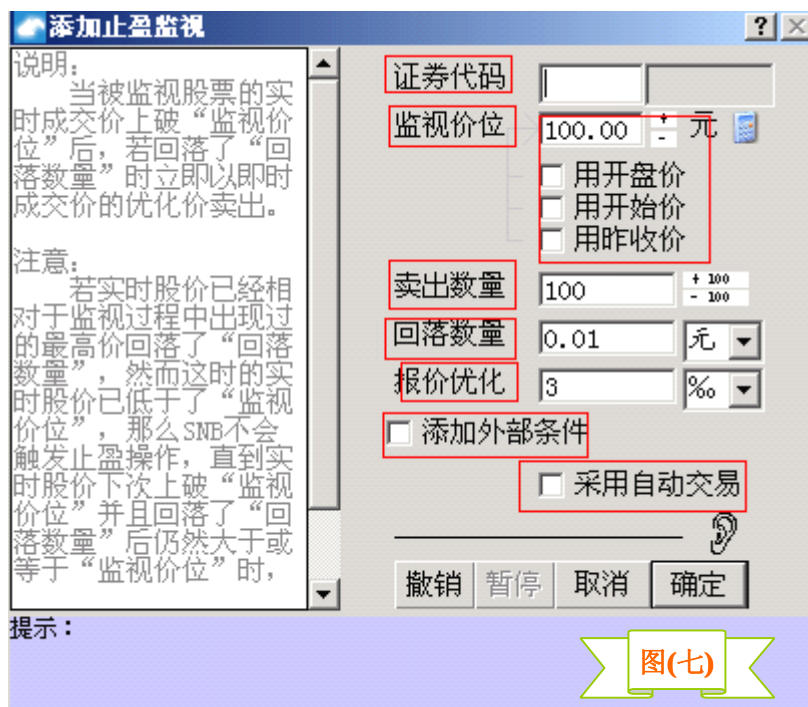 添加止盈监视
说明：
当被监视股票的实
时成交价上破“监视价
位”后，若回落了“回
落数量”时立即以即时
成交价的优化价卖出。
注意：
若实时股价已经相
对于监视过程中出现过
的最高价回落了“回落
数量”，然而这时的实
时股价已低于了“监视
价位”，那么SNB不会
触发止盈操作，直到实
时股价下次上破“监视
价位”并且回落了“回
落数量”后仍然大于或
等于“监视价位”时，
证券代码
监视价位 100.00 + - 元
用开盘价
用开始价
用昨收价
卖出数量 100 + 100 - 100
回落数量 0.01 元
报价优化 3 ‰
添加外部条件
采用自动交易
撤销 暂停 取消 确定
提示：
图(七)